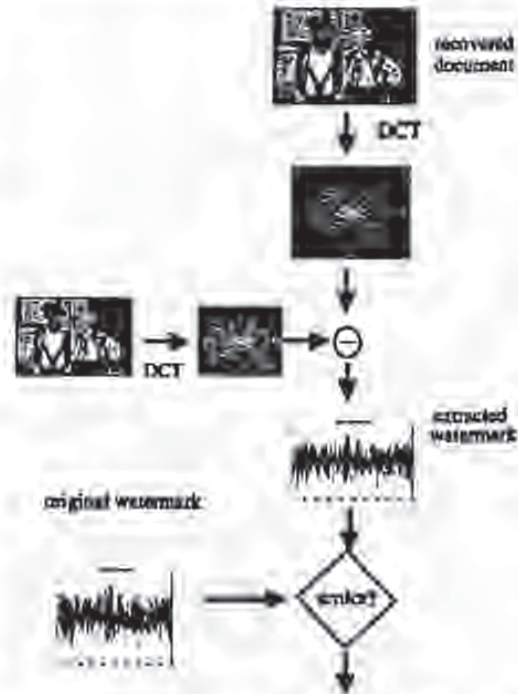 recovered
document
DCT
DCT
extracted
watermark
original watermark
similar?